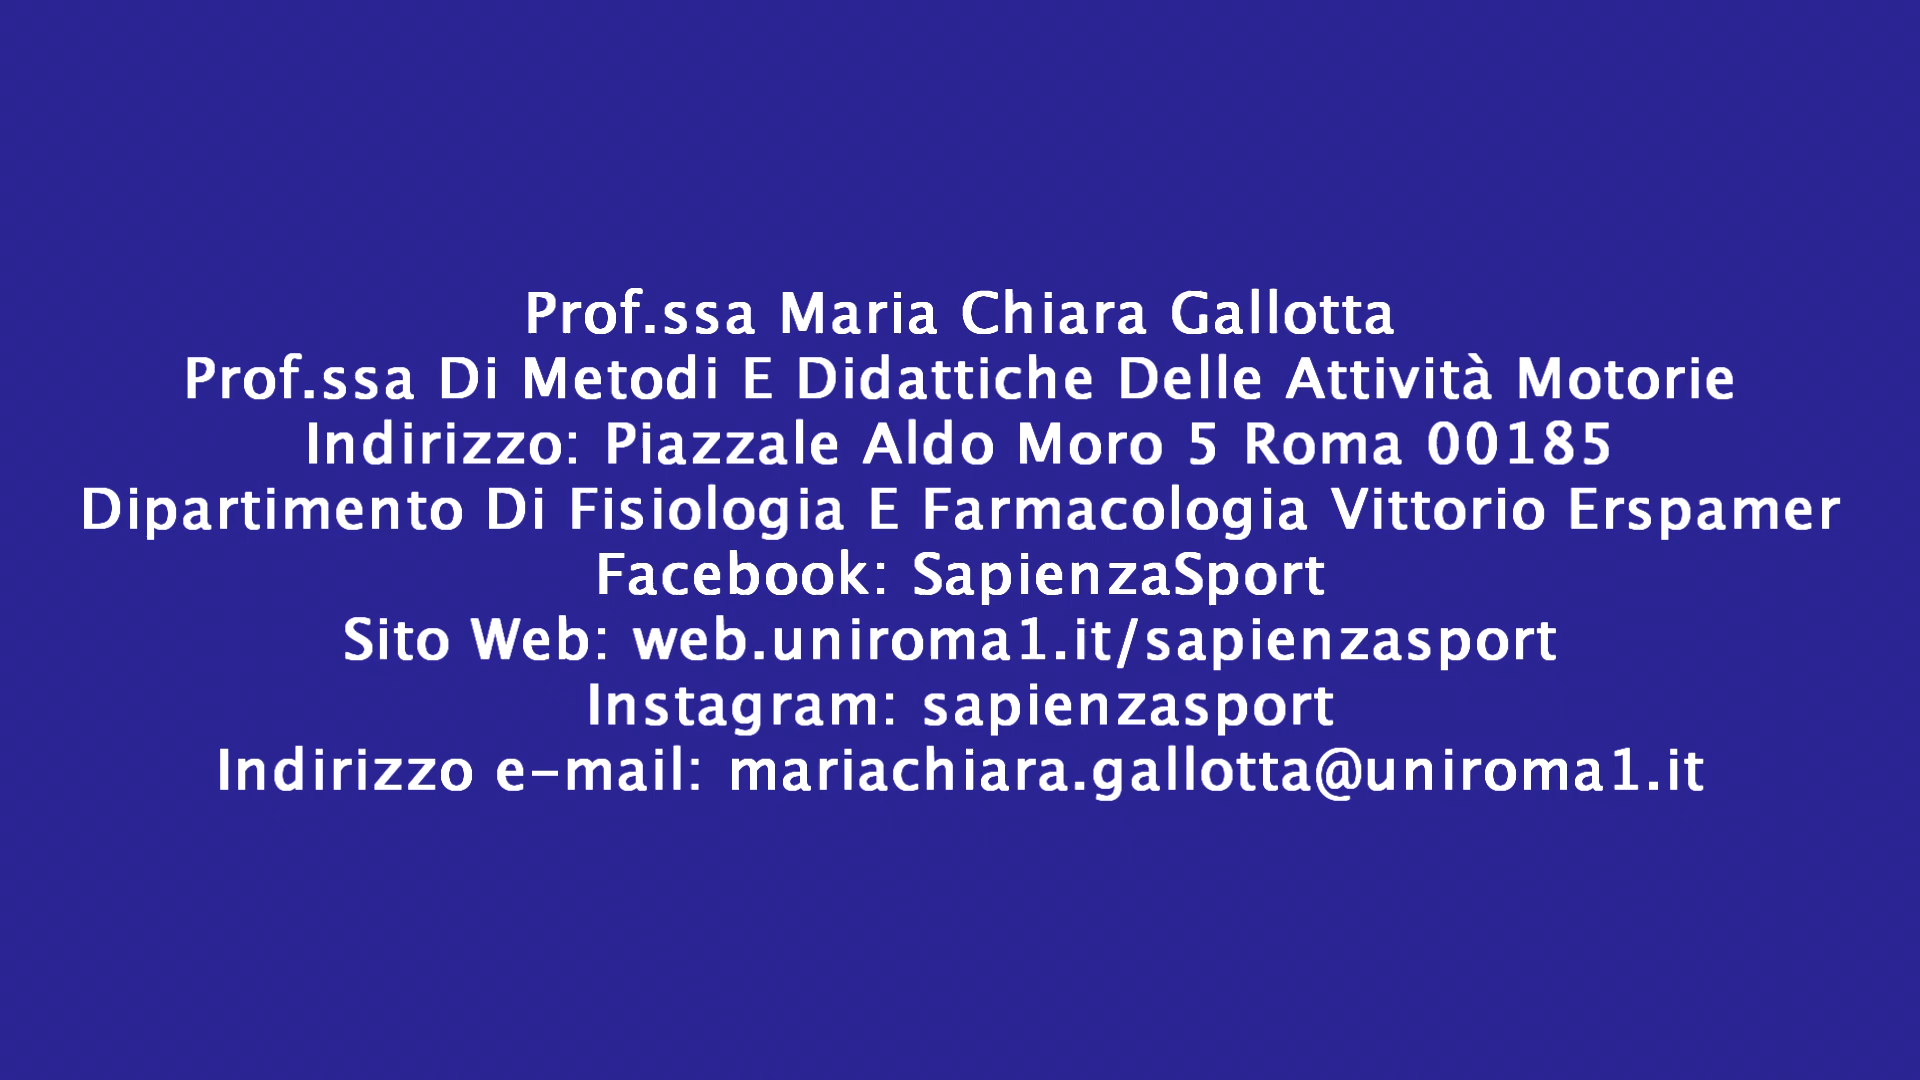 Prof.ssa Maria Chiara Gallotta
Prof.ssa Di Metodi E Didattiche Delle Attività Motorie
Indirizzo: Piazzale Aldo Moro 5 Roma 00185
Dipartimento Di Fisiologia E Farmacologia Vittorio Erspamer
Facebook: SapienzaSport
Sito Web: web.uniroma1.it/sapienzasport
Instagram: sapienzasport
Indirizzo e-mail: mariachiara.gallotta@uniroma1.it